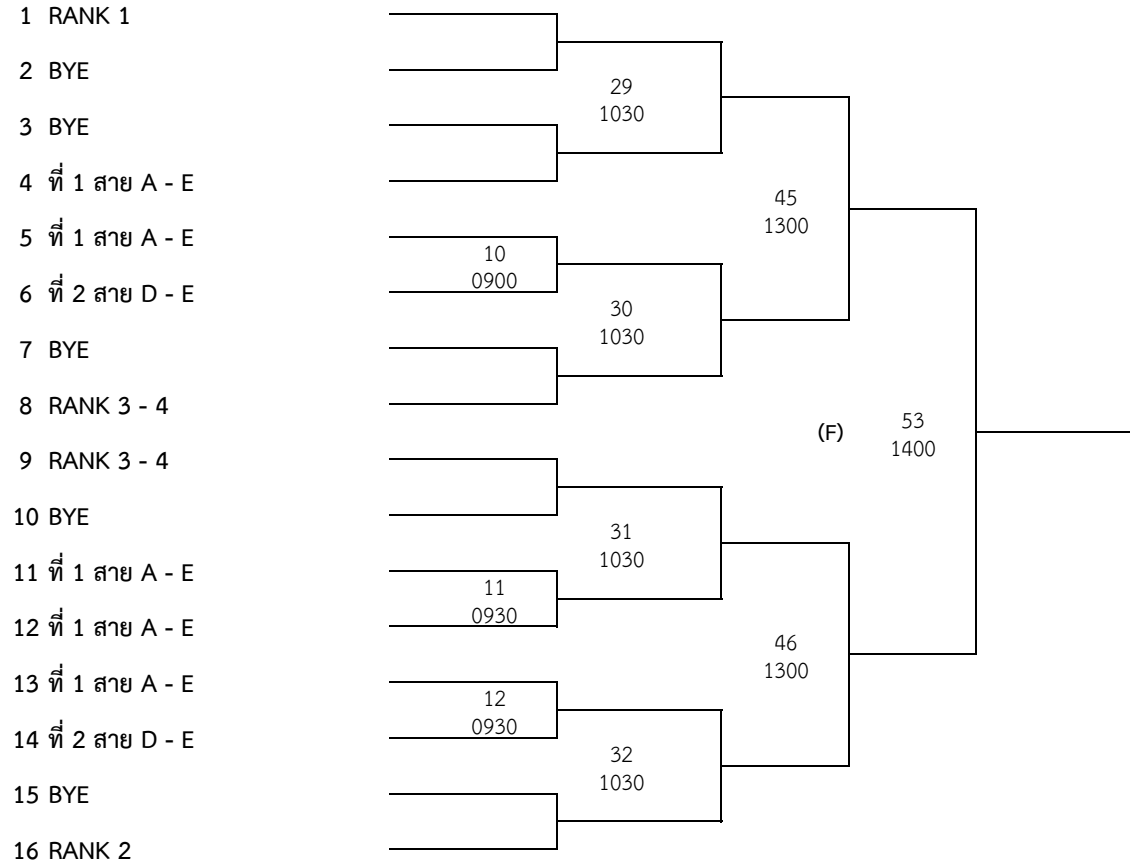 1 RANK 1
2 BYE
29
1030
3 BYE
4 ที่ 1 สาย A - E
45
1300
5 ที่ 1 สาย A - E
10
0900
6 ที่ 2 สาย D - E
30
1030
7 BYE
8 RANK 3 - 4
(F)
53
1400
9 RANK 3 - 4
10 BYE
31
1030
11 ที่ 1 สาย A - E
11
0930
12 ที่ 1 สาย A - E
46
1300
13 ที่ 1 สาย A - E
12
0930
14 ที่ 2 สาย D - E
32
1030
15 BYE
16 RANK 2